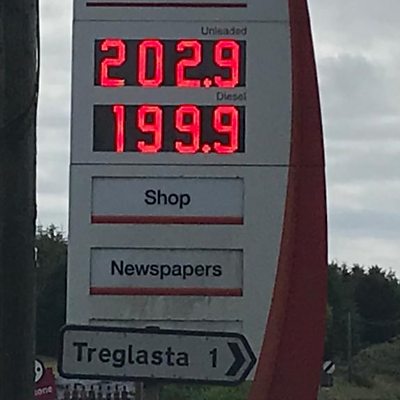 Unleaded
202.9
Diesel
199.9
Shop
Newspapers
Treglasta 1